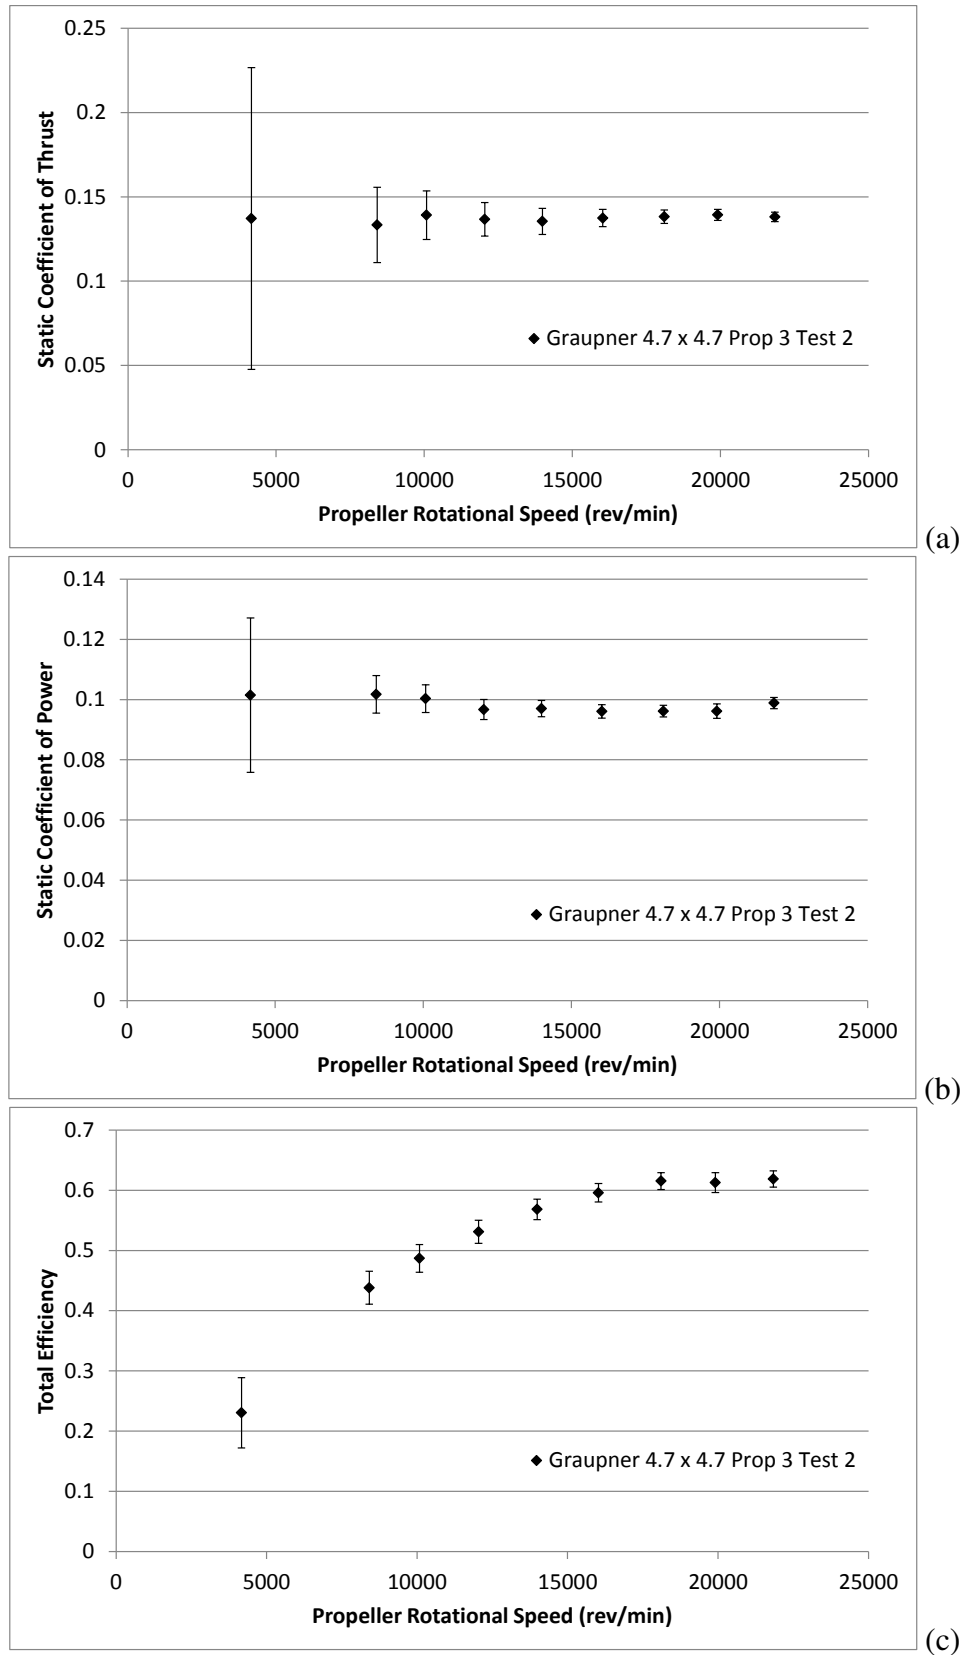 0.25
0.2
0.15
0.1
0.05
0
Static Coefficient of Thrust
Graupner 4.7 x 4.7 Prop 3 Test 2
0 5000 10000 15000 20000 25000
Propeller Rotational Speed (rev/min)
(a)
0.14
0.12
0.1
0.08
0.06
0.04
0.02
0
Static Coefficient of Power
Graupner 4.7 x 4.7 Prop 3 Test 2
0 5000 10000 15000 20000 25000
Propeller Rotational Speed (rev/min)
(b)
0.7
0.6
0.5
0.4
0.3
0.2
0.1
0
Total Efficiency
Graupner 4.7 x 4.7 Prop 3 Test 2
0 5000 10000 15000 20000 25000
Propeller Rotational Speed (rev/min)
(c)